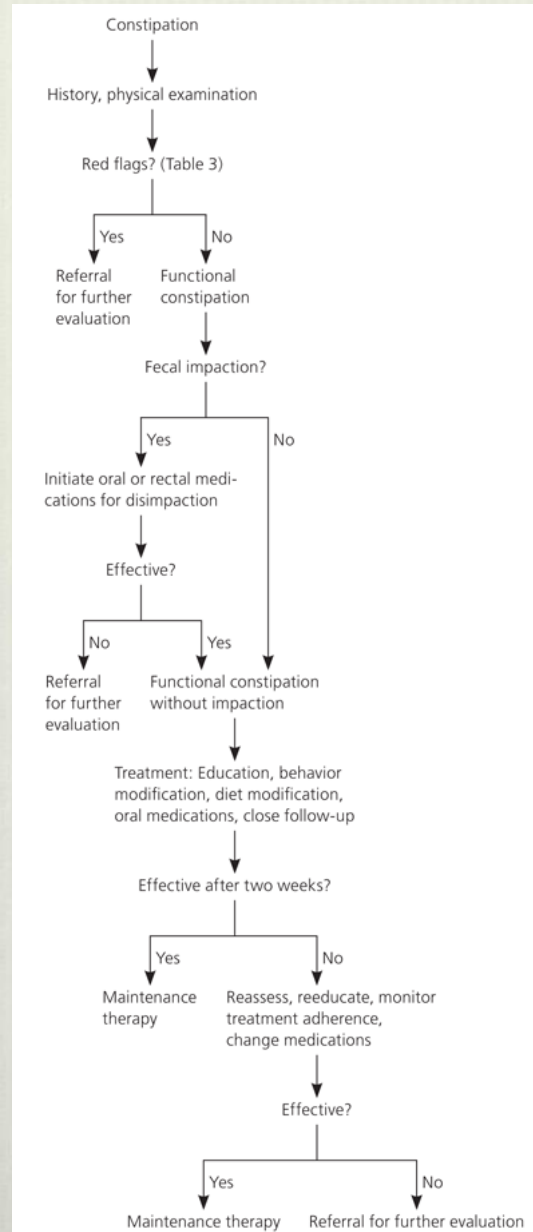 Constipation
History, physical examination
Red flags? (Table 3)
Yes
No
Referral
for further
evaluation
Functional
constipation
Fecal impaction?
Yes
No
Initiate oral or rectal medi-
cations for disimpaction
Effective?
No
Yes
Referral
for further
evaluation
Functional constipation
without impaction
Treatment: Education, behavior
modification, diet modification,
oral medications, close follow-up
Effective after two weeks?
Yes
No
Maintenance
therapy
Reassess, reeducate, monitor
treatment adherence,
change medications
Effective?
Yes
No
Maintenance therapy
Referral for further evaluation